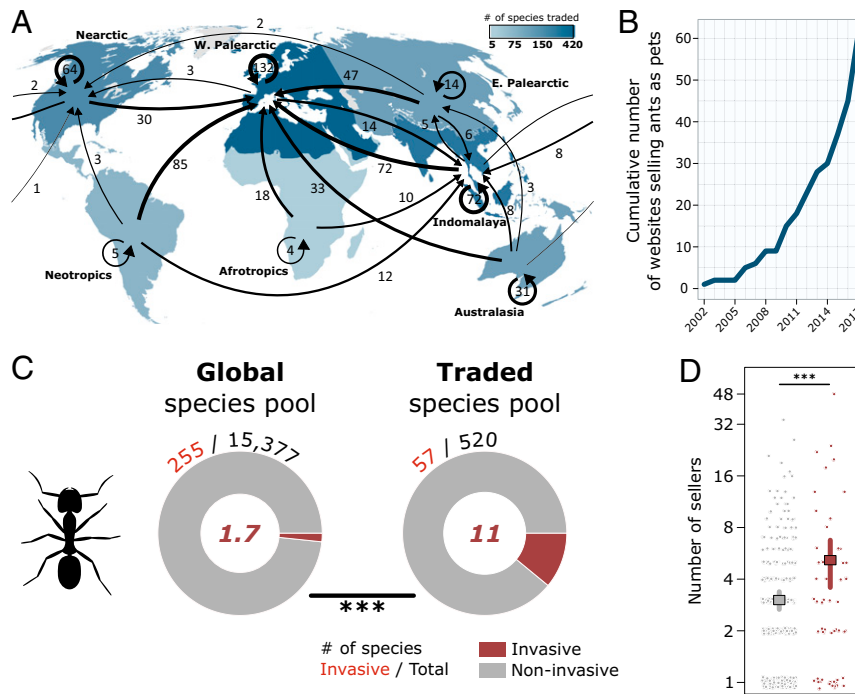 A
# of species traded
5 75 150 420
Nearctic
W. Palearctic
E. Palearctic
Neotropics
Afrotropics
Indomalaya
Australasia
64
132
14
72
31
4
5
2
2
3
30
47
14
5
6
8
1
3
85
18
33
72
10
8
3
12
B
Cumulative number
of websites selling ants as pets
60
50
40
30
20
10
0
2002
2005
2008
2011
2014
C
Global
species pool
255 / 15,377
1.7
Traded
species pool
57 / 520
11
***
# of species
Invasive / Total
Invasive
Non-invasive
D
Number of sellers
***
48
32
16
8
4
2
1